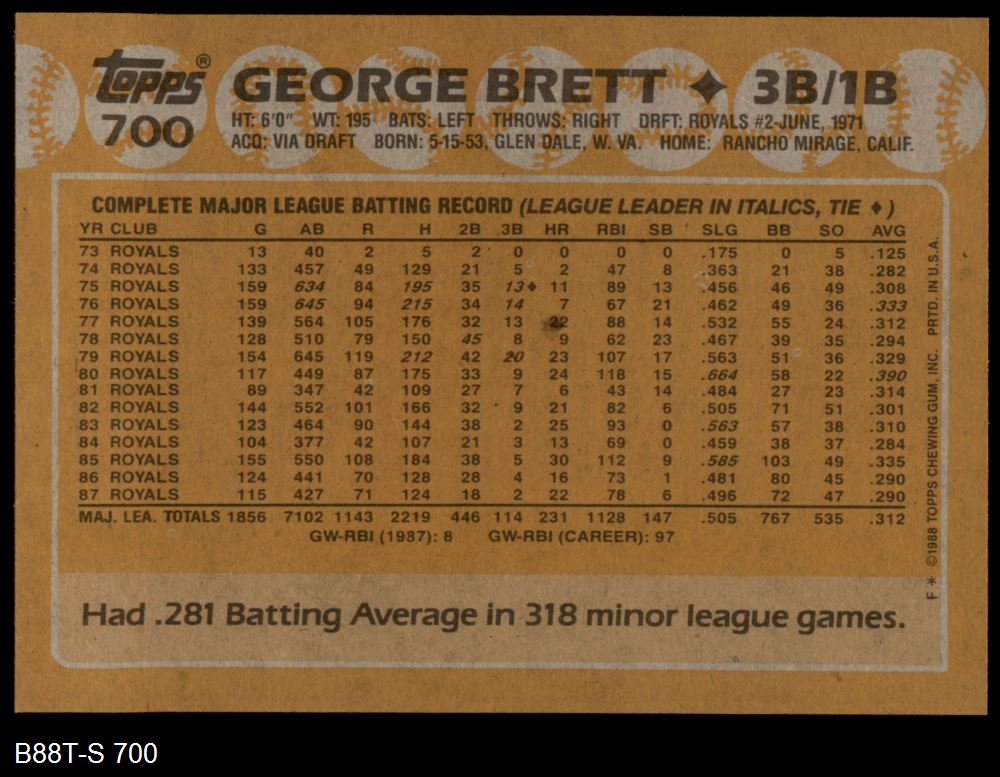 topps® GEORGE BRETT ✦ 3B/1B
700 HT: 6'0" WT: 195 BATS: LEFT THROWS: RIGHT DRFT: ROYALS #2-JUNE, 1971
ACQ: VIA DRAFT BORN: 5-15-53, GLEN DALE, W. VA. HOME: RANCHO MIRAGE, CALIF.
COMPLETE MAJOR LEAGUE BATTING RECORD (LEAGUE LEADER IN ITALICS, TIE ♦)
YR CLUB G AB R H 2B 3B HR RBI SB SLG BB SO AVG
73 ROYALS 13 40 2 5 2 0 0 0 0 .175 0 5 .125
74 ROYALS 133 457 49 129 21 5 2 47 8 .363 21 38 .282
75 ROYALS 159 634 84 195 35 13♦ 11 89 13 .456 46 49 .308
76 ROYALS 159 645 94 215 34 14 7 67 21 .462 49 36 .333
77 ROYALS 139 564 105 176 32 13 22 88 14 .532 55 24 .312
78 ROYALS 128 510 79 150 45 8 9 62 23 .467 39 35 .294
79 ROYALS 154 645 119 212 42 20 23 107 17 .563 51 36 .329
80 ROYALS 117 449 87 175 33 9 24 118 15 .664 58 22 .390
81 ROYALS 89 347 42 109 27 7 6 43 14 .484 27 23 .314
82 ROYALS 144 552 101 166 32 9 21 82 6 .505 71 51 .301
83 ROYALS 123 464 90 144 38 2 25 93 0 .563 57 38 .310
84 ROYALS 104 377 42 107 21 3 13 69 0 .459 38 37 .284
85 ROYALS 155 550 108 184 38 5 30 112 9 .585 103 49 .335
86 ROYALS 124 441 70 128 28 4 16 73 1 .481 80 45 .290
87 ROYALS 115 427 71 124 18 2 22 78 6 .496 72 47 .290
MAJ. LEA. TOTALS 1856 7102 1143 2219 446 114 231 1128 147 .505 767 535 .312
GW-RBI (1987): 8 GW-RBI (CAREER): 97
Had .281 Batting Average in 318 minor league games.
F * ©1988 TOPPS CHEWING GUM, INC. PRTD. IN U.S.A.
B88T-S 700